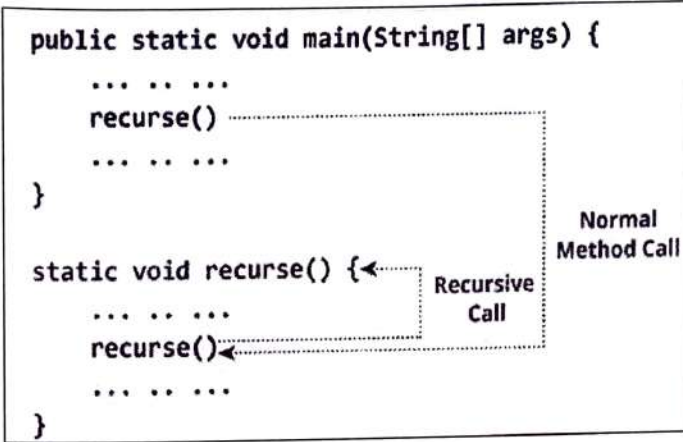 public static void main(String[] args) {
... .. ...
recurse()
... .. ...
}
Normal
Method Call
static void recurse() {
Recursive
Call
... .. ...
recurse()
... .. ...
}